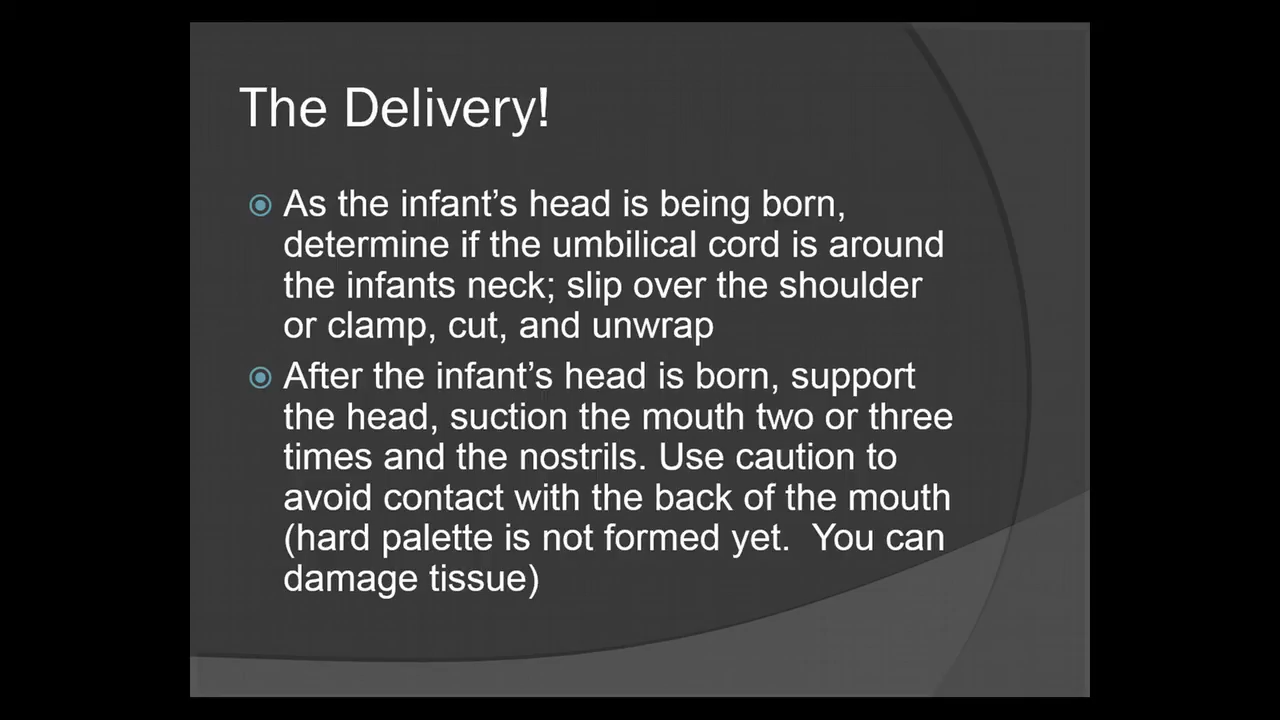 The Delivery!
As the infant's head is being born,
determine if the umbilical cord is around
the infants neck; slip over the shoulder
or clamp, cut, and unwrap
After the infant's head is born, support
the head, suction the mouth two or three
times and the nostrils. Use caution to
avoid contact with the back of the mouth
(hard palette is not formed yet.  You can
damage tissue)